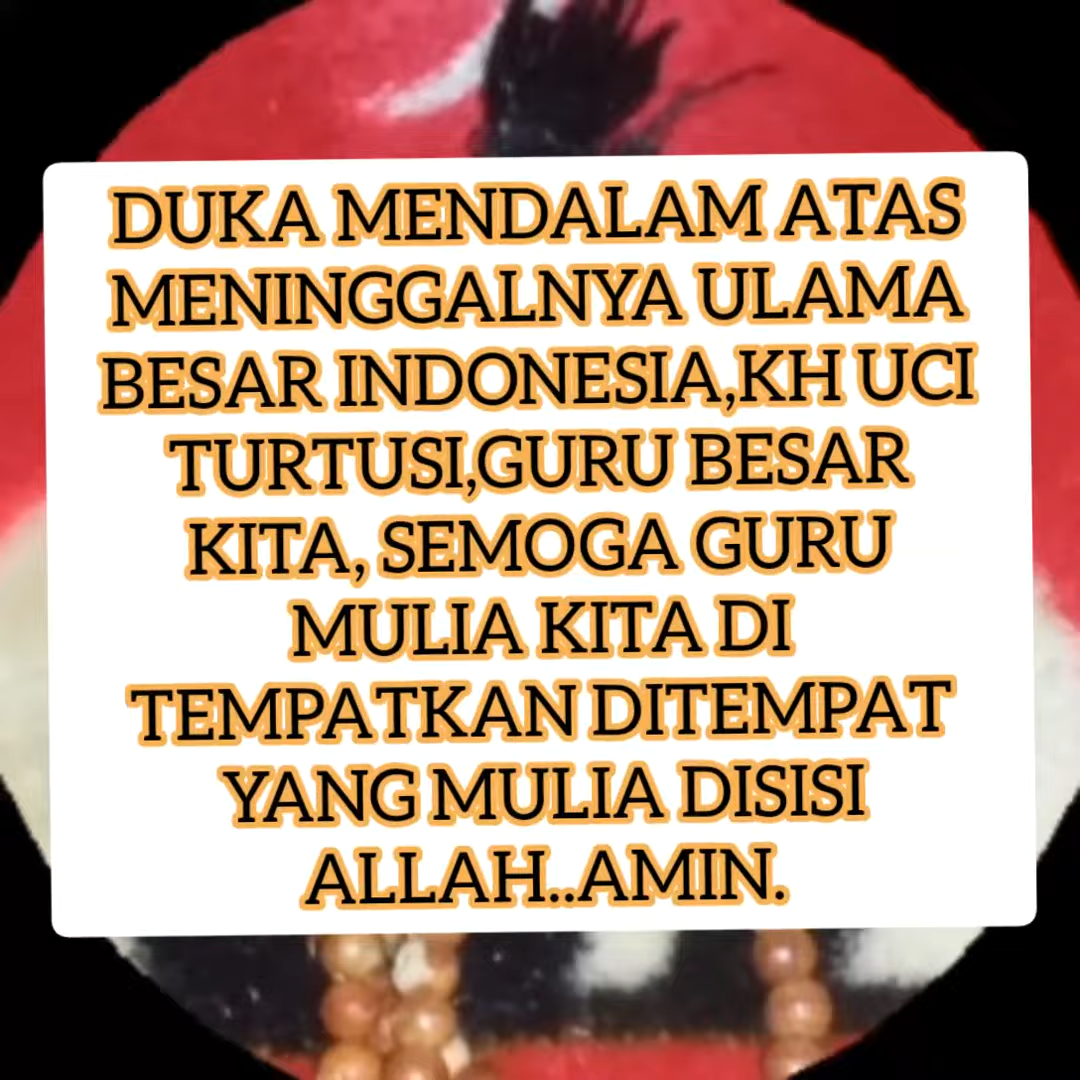 DUKA MENDALAM ATAS
MENINGGALNYA ULAMA
BESAR INDONESIA,KH UCI
TURTUSI,GURU BESAR
KITA, SEMOGA GURU
MULIA KITA DI
TEMPATKAN DITEMPAT
YANG MULIA DISISI
ALLAH..AMIN.